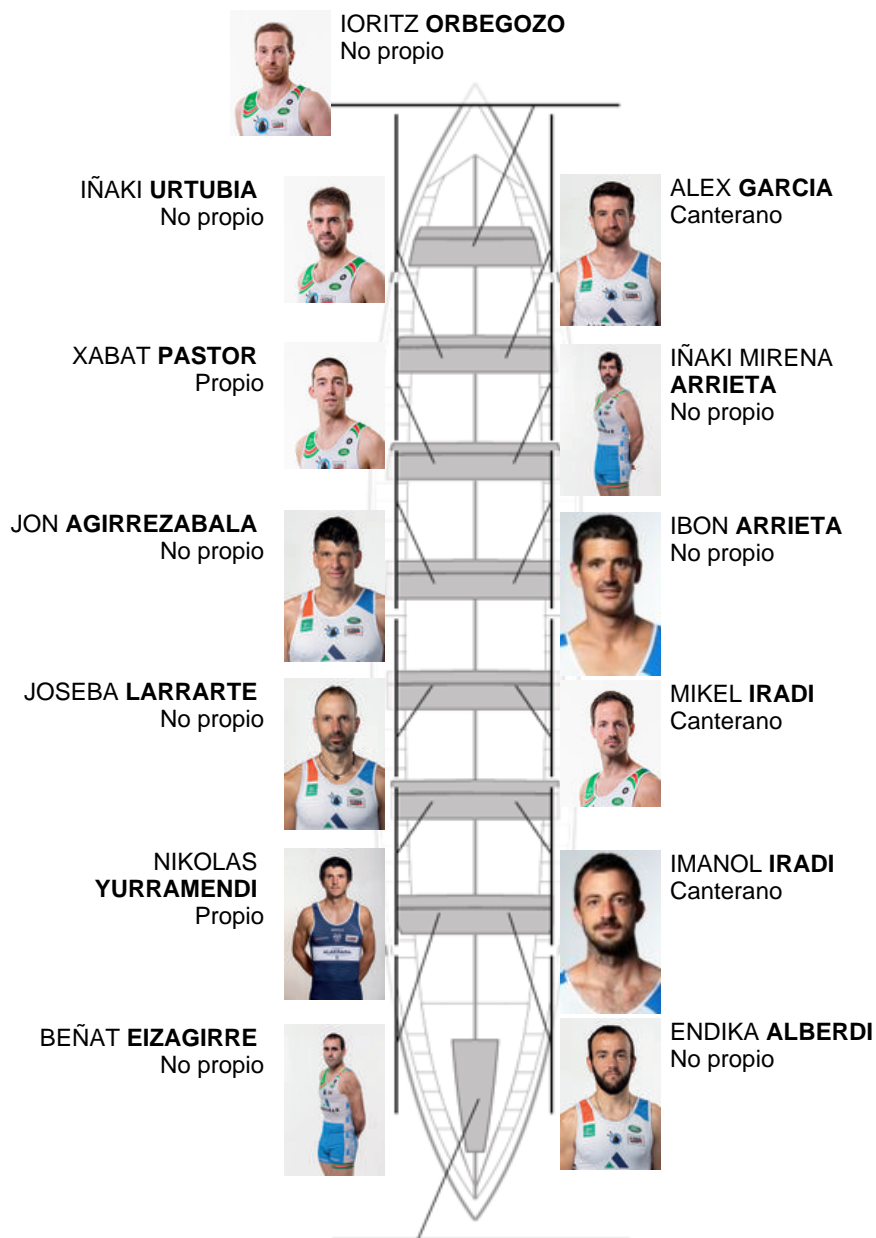 IORITZ ORBEGOZO
No propio
IÑAKI URTUBIA
No propio
ALEX GARCIA
Canterano
XABAT PASTOR
Propio
IÑAKI MIRENA
ARRIETA
No propio
JON AGIRREZABALA
No propio
IBON ARRIETA
No propio
JOSEBA LARRARTE
No propio
MIKEL IRADI
Canterano
NIKOLAS
YURRAMENDI
Propio
IMANOL IRADI
Canterano
BEÑAT EIZAGIRRE
No propio
ENDIKA ALBERDI
No propio